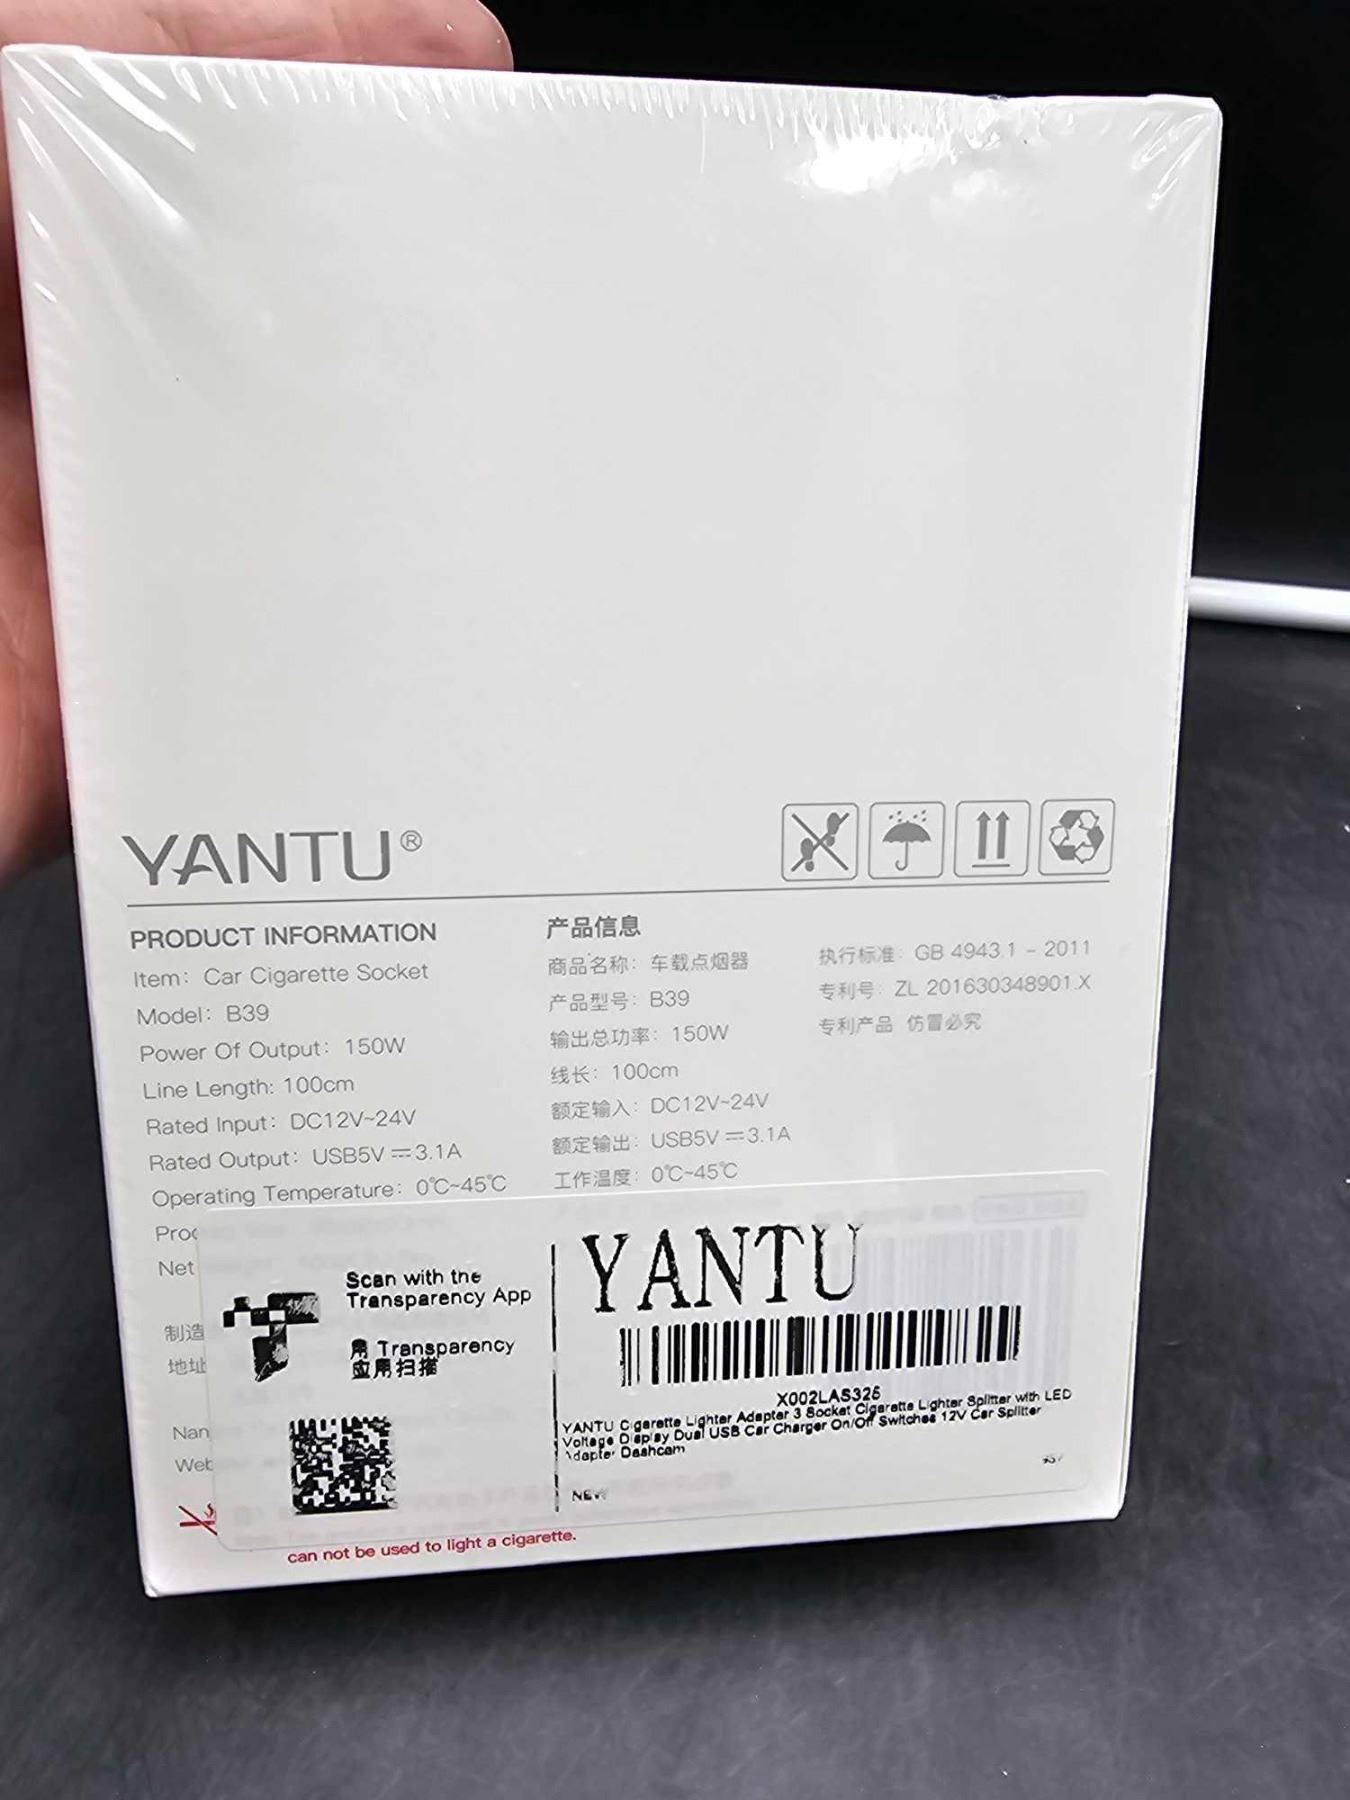 YANTU®
PRODUCT INFORMATION
Item: Car Cigarette Socket
Model: B39
Power Of Output: 150W
Line Length: 100cm
Rated Input: DC12V~24V
Rated Output: USB5V⎓3.1A
Operating Temperature: 0℃~45℃
Net
制造
地址
产品信息
商品名称: 车载点烟器
产品型号: B39
输出总功率: 150W
线长: 100cm
额定输入: DC12V~24V
额定输出: USB5V⎓3.1A
工作温度: 0℃~45℃
执行标准: GB 4943.1 - 2011
专利号: ZL 201630348901.X
专利产品 仿冒必究
Scan with the
Transparency App
用 Transparency
应用扫描
YANTU
X002LAS325
YANTU Cigarette Lighter Adapter 3 Socket Cigarette Lighter Splitter with LED
Voltage Display Dual USB Car Charger On/Off Switches 12V Car Splitter
Adapter Dashcam
NEW
can not be used to light a cigarette.